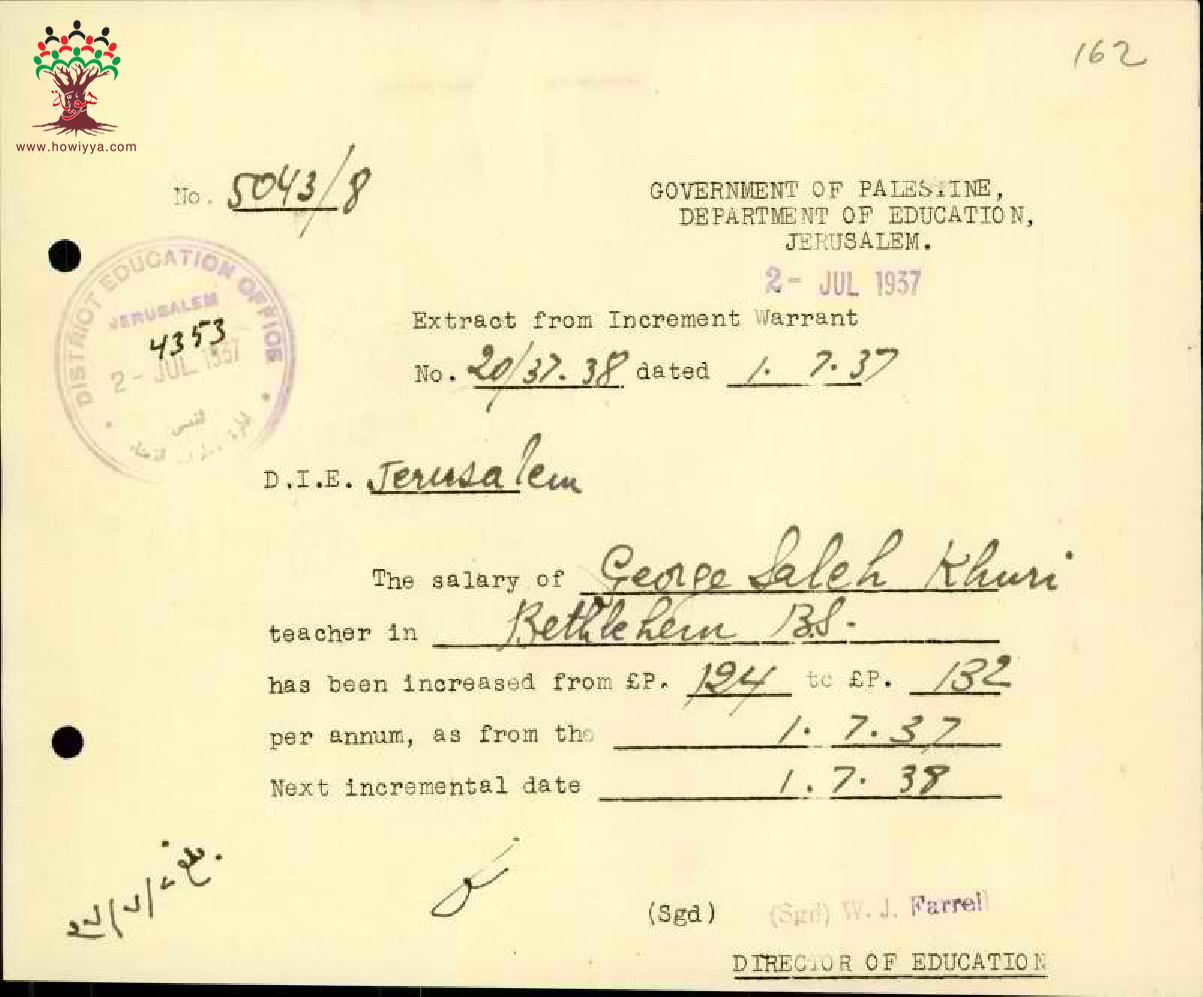 162
هوية
www.howiyya.com
No. 5043/8
GOVERNMENT OF PALESTINE,
DEPARTMENT OF EDUCATION,
JERUSALEM.
2- JUL 1937
DISTRICT EDUCATION OFFICE
JERUSALEM
4353
2- JUL 1937
القدس
Extract from Increment Warrant
No. 20/37.38 dated 1. 7.37
D.I.E. Jerusalem
The salary of George Saleh Khuri
teacher in Bethlehem B.S.
has been increased from £P. 124 to £P. 132
per annum, as from the 1. 7. 37
Next incremental date 1. 7. 38
(Sgd) (Sgd) W. J. Farrell
DIRECTOR OF EDUCATION